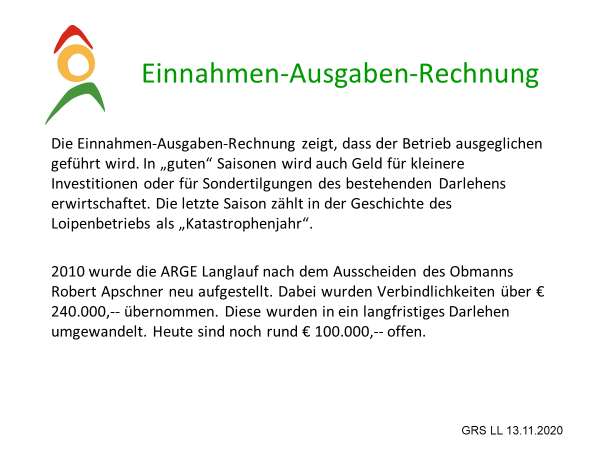 Einnahmen-Ausgaben-Rechnung
Die Einnahmen-Ausgaben-Rechnung zeigt, dass der Betrieb ausgeglichen
geführt wird. In „guten“ Saisonen wird auch Geld für kleinere
Investitionen oder für Sondertilgungen des bestehenden Darlehens
erwirtschaftet. Die letzte Saison zählt in der Geschichte des
Loipenbetriebs als „Katastrophenjahr“.
2010 wurde die ARGE Langlauf nach dem Ausscheiden des Obmanns
Robert Apschner neu aufgestellt. Dabei wurden Verbindlichkeiten über €
240.000,-- übernommen. Diese wurden in ein langfristiges Darlehen
umgewandelt. Heute sind noch rund € 100.000,-- offen.
GRS LL 13.11.2020